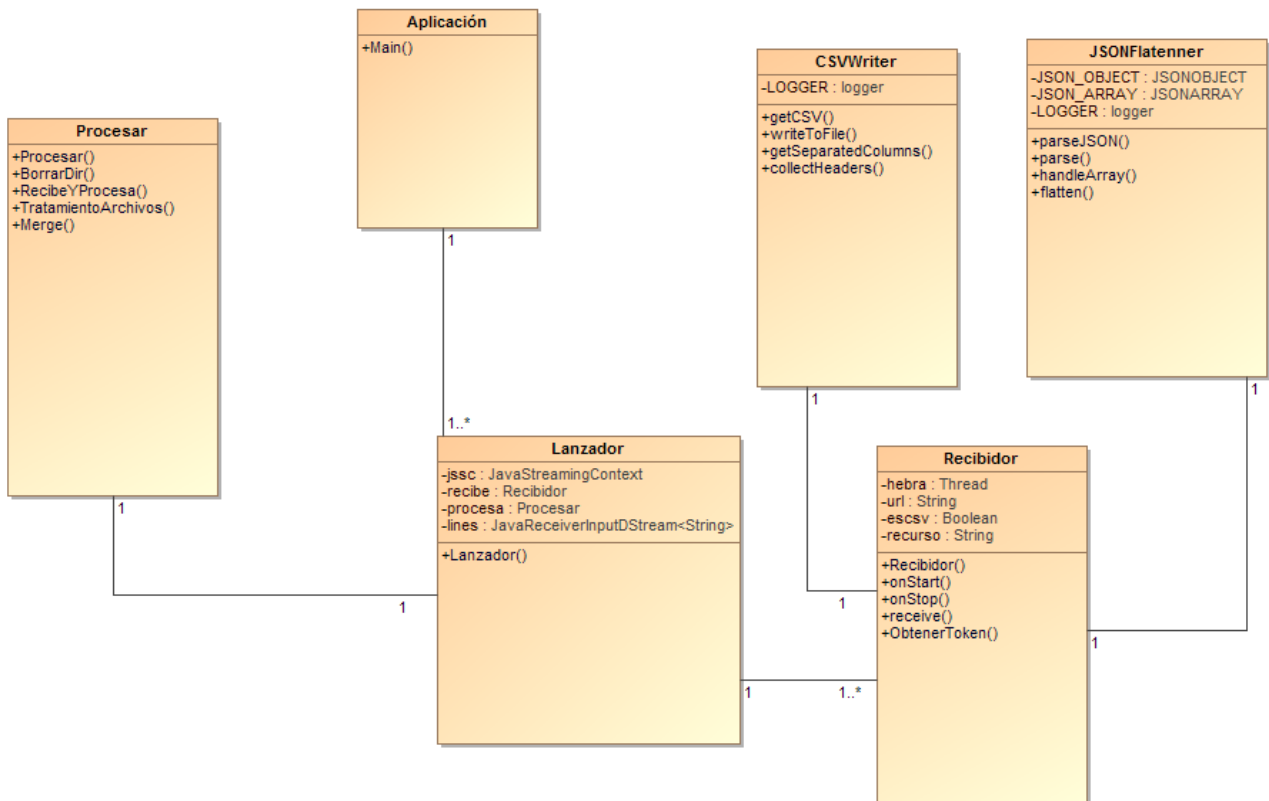 Aplicación
+Main()
CSVWriter
-LOGGER : logger
+getCSV()
+writeToFile()
+getSeparatedColumns()
+collectHeaders()
JSONFlatenner
-JSON_OBJECT : JSONOBJECT
-JSON_ARRAY : JSONARRAY
-LOGGER : logger
+parseJSON()
+parse()
+handleArray()
+flatten()
Procesar
+Procesar()
+BorrarDir()
+RecibeYProcesa()
+TratamientoArchivos()
+Merge()
1
1..*
1
1
1
1
Lanzador
-jssc : JavaStreamingContext
-recibe : Recibidor
-procesa : Procesar
-lines : JavaReceiverInputDStream<String>
+Lanzador()
Recibidor
-hebra : Thread
-url : String
-escsv : Boolean
-recurso : String
+Recibidor()
+onStart()
+onStop()
+receive()
+ObtenerToken()
1
1
1
1..*